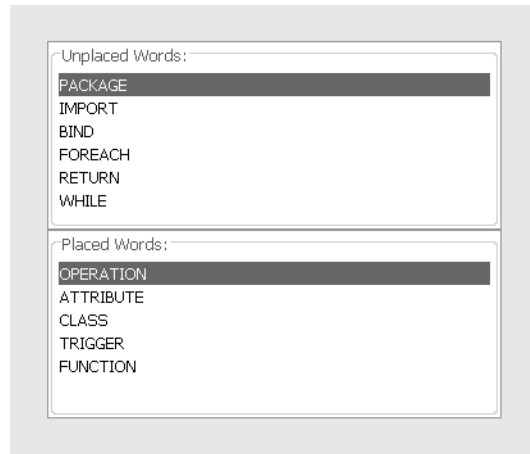 Unplaced Words:
PACKAGE
IMPORT
BIND
FOREACH
RETURN
WHILE
Placed Words:
OPERATION
ATTRIBUTE
CLASS
TRIGGER
FUNCTION